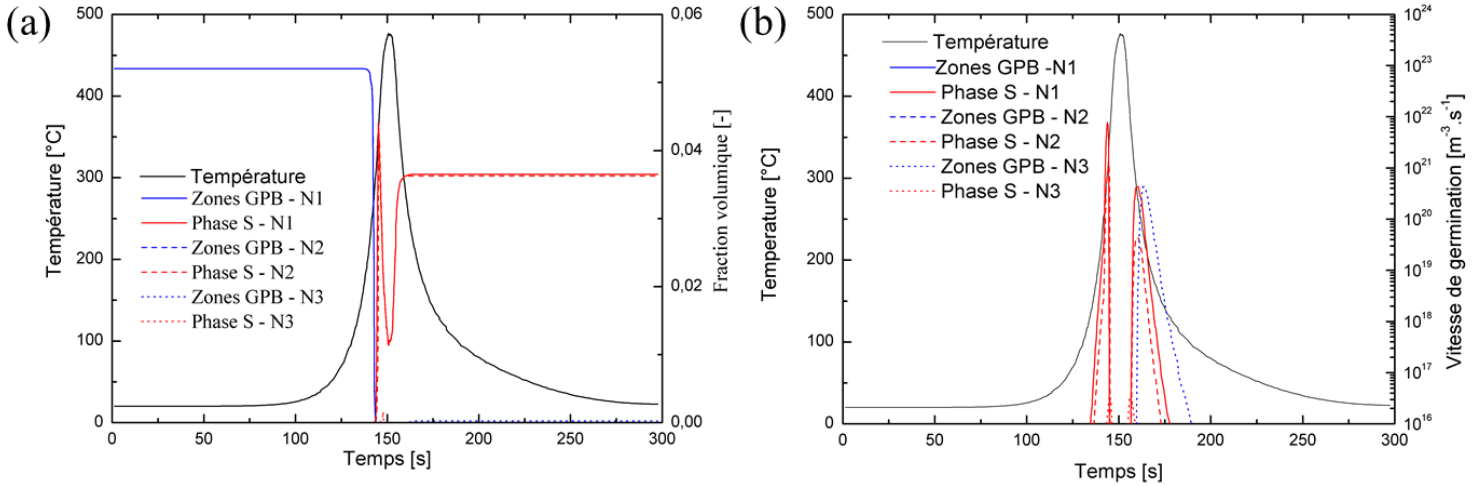 (a)
500
400
300
200
100
0
Température [°C]
Température
Zones GPB - N1
Phase S - N1
Zones GPB - N2
Phase S - N2
Zones GPB - N3
Phase S - N3
0,06
0,04
0,02
0,00
Fraction volumique [-]
0
50
100
150
200
250
300
Temps [s]
(b)
500
400
300
200
100
0
Temperature [°C]
Température
Zones GPB -N1
Phase S - N1
Zones GPB - N2
Phase S - N2
Zones GPB - N3
Phase S - N3
10^24
10^23
10^22
10^21
10^20
10^19
10^18
10^17
10^16
Vitesse de germination [m^-3.s^-1]
0
50
100
150
200
250
300
Temps [s]